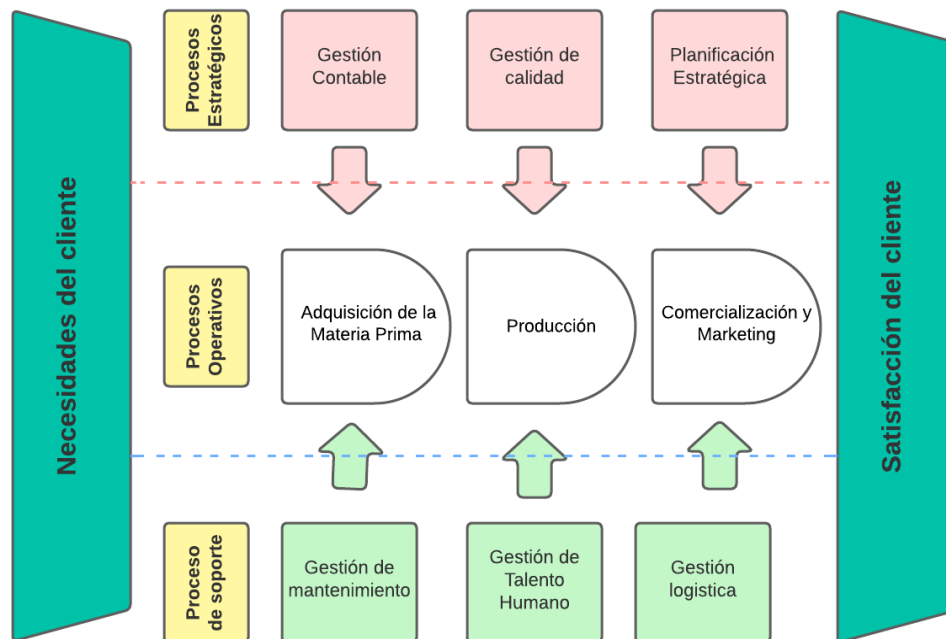 Necesidades del cliente
Procesos
Estratégicos
Gestión
Contable
Gestión de
calidad
Planificación
Estratégica
Procesos
Operativos
Adquisición de la
Materia Prima
Producción
Comercialización y
Marketing
Proceso
de soporte
Gestión de
mantenimiento
Gestión de
Talento
Humano
Gestión
logistica
Satisfacción del cliente